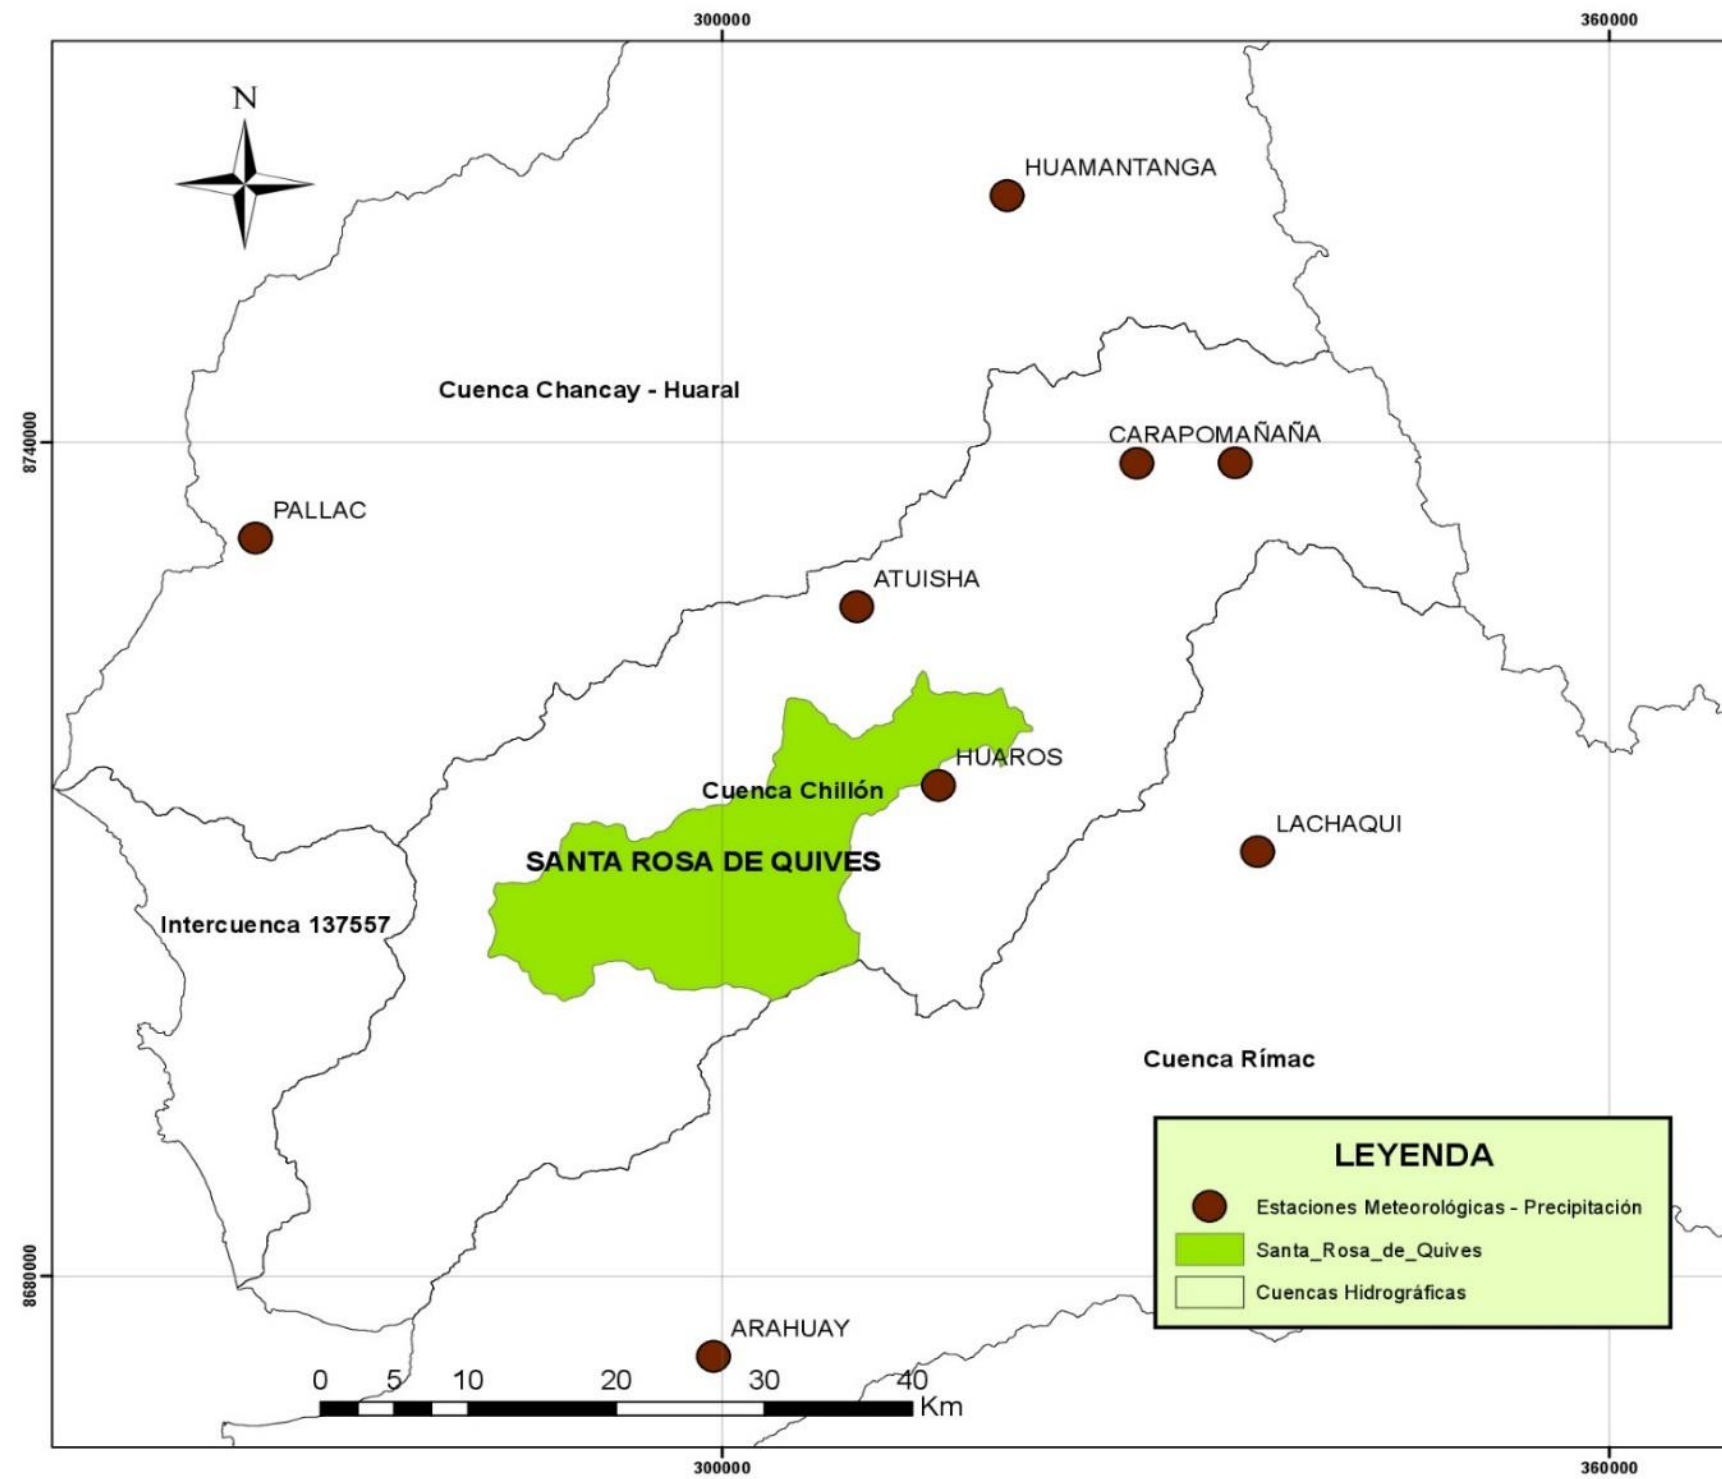 300000
360000
N
HUAMANTANGA
Cuenca Chancay - Huaral
8740000
CARAPOMAÑAÑA
PALLAC
ATUISHA
HUAROS
Cuenca Chillón
LACHAQUI
SANTA ROSA DE QUIVES
Intercuenca 137557
Cuenca Rímac
LEYENDA
Estaciones Meteorológicas - Precipitación
Santa_Rosa_de_Quives
Cuencas Hidrográficas
8680000
ARAHUAY
0 5 10 20 30 40
Km
300000
360000